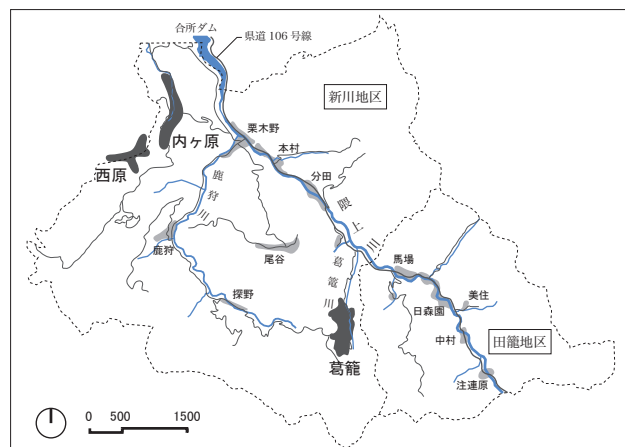 合所ダム
県道106号線
新川地区
栗木野
本村
内ヶ原
西原
分田
鹿狩川
隈上川
鹿狩
尾谷
葛篭川
馬場
探野
日森園
美住
中村
田篭地区
葛籠
注連原
0 500 1500